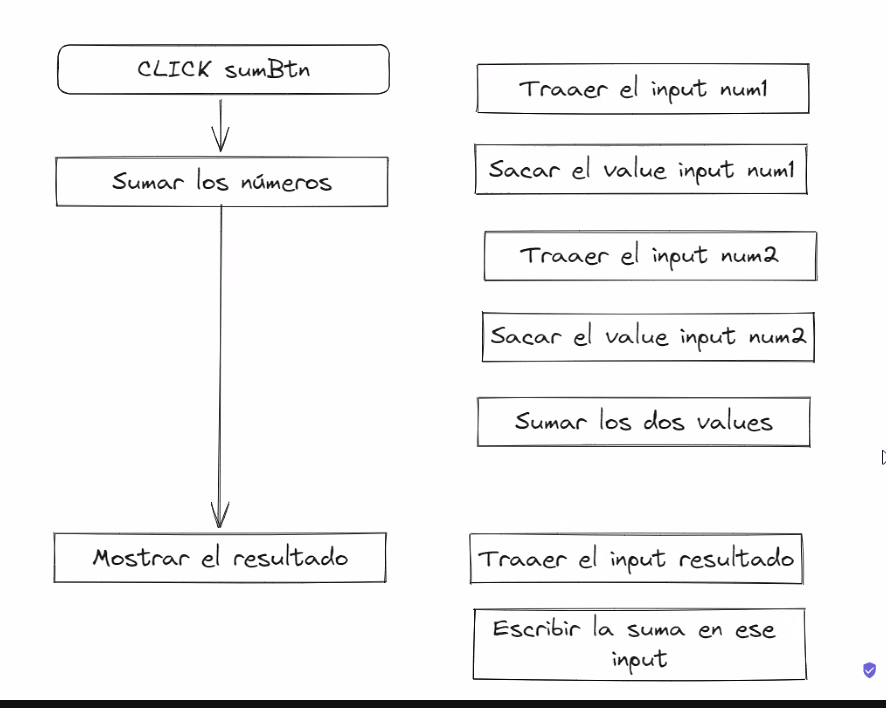 CLICK sumBtn
Sumar los números
Mostrar el resultado
Traaer el input num1
Sacar el value input num1
Traaer el input num2
Sacar el value input num2
Sumar los dos values
Traaer el input resultado
Escribir la suma en ese
input